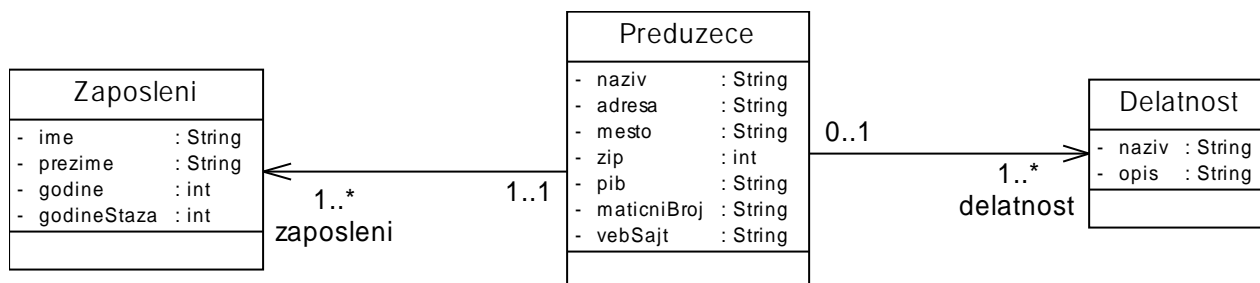 Zaposleni
- ime : String
- prezime : String
- godine : int
- godineStaza : int
1..*
zaposleni
1..1
Preduzece
- naziv : String
- adresa : String
- mesto : String
- zip : int
- pib : String
- maticniBroj : String
- vebSajt : String
0..1
1..*
delatnost
Delatnost
- naziv : String
- opis : String